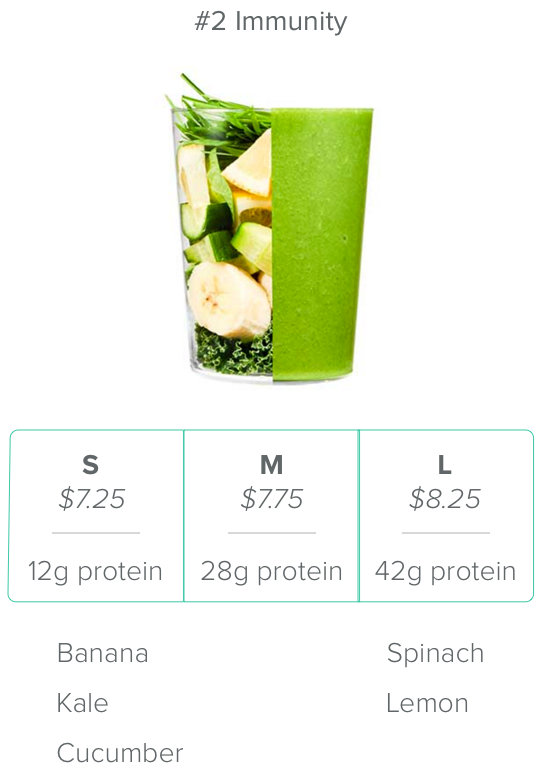 #2 Immunity
S M L
$7.25 $7.75 $8.25
12g protein 28g protein 42g protein
Banana Spinach
Kale Lemon
Cucumber